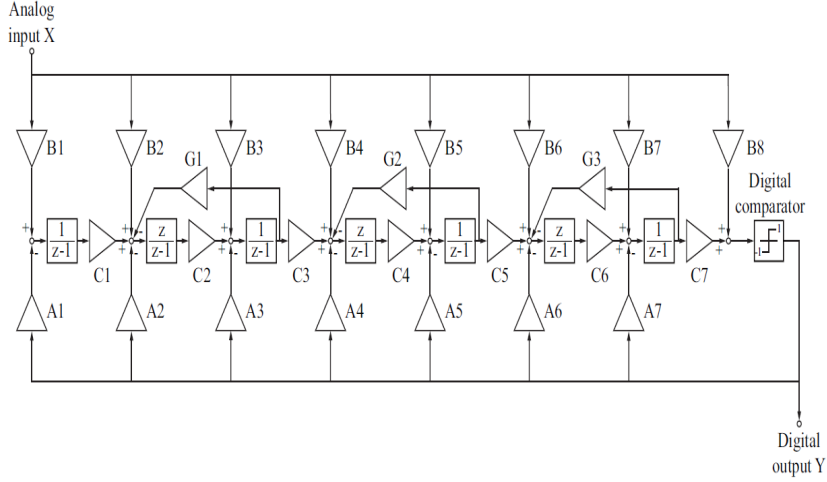 Analog
input X
B1 B2 B3 B4 B5 B6 B7 B8
G1 G2 G3
Digital
comparator
+ - + - + + - + + - + +
1 z 1 z 1 z 1 1
z-1 z-1 z-1 z-1 z-1 z-1 z-1 -1
+ + + + + + +
- - - - - - -
C1 C2 C3 C4 C5 C6 C7
A1 A2 A3 A4 A5 A6 A7
Digital
output Y